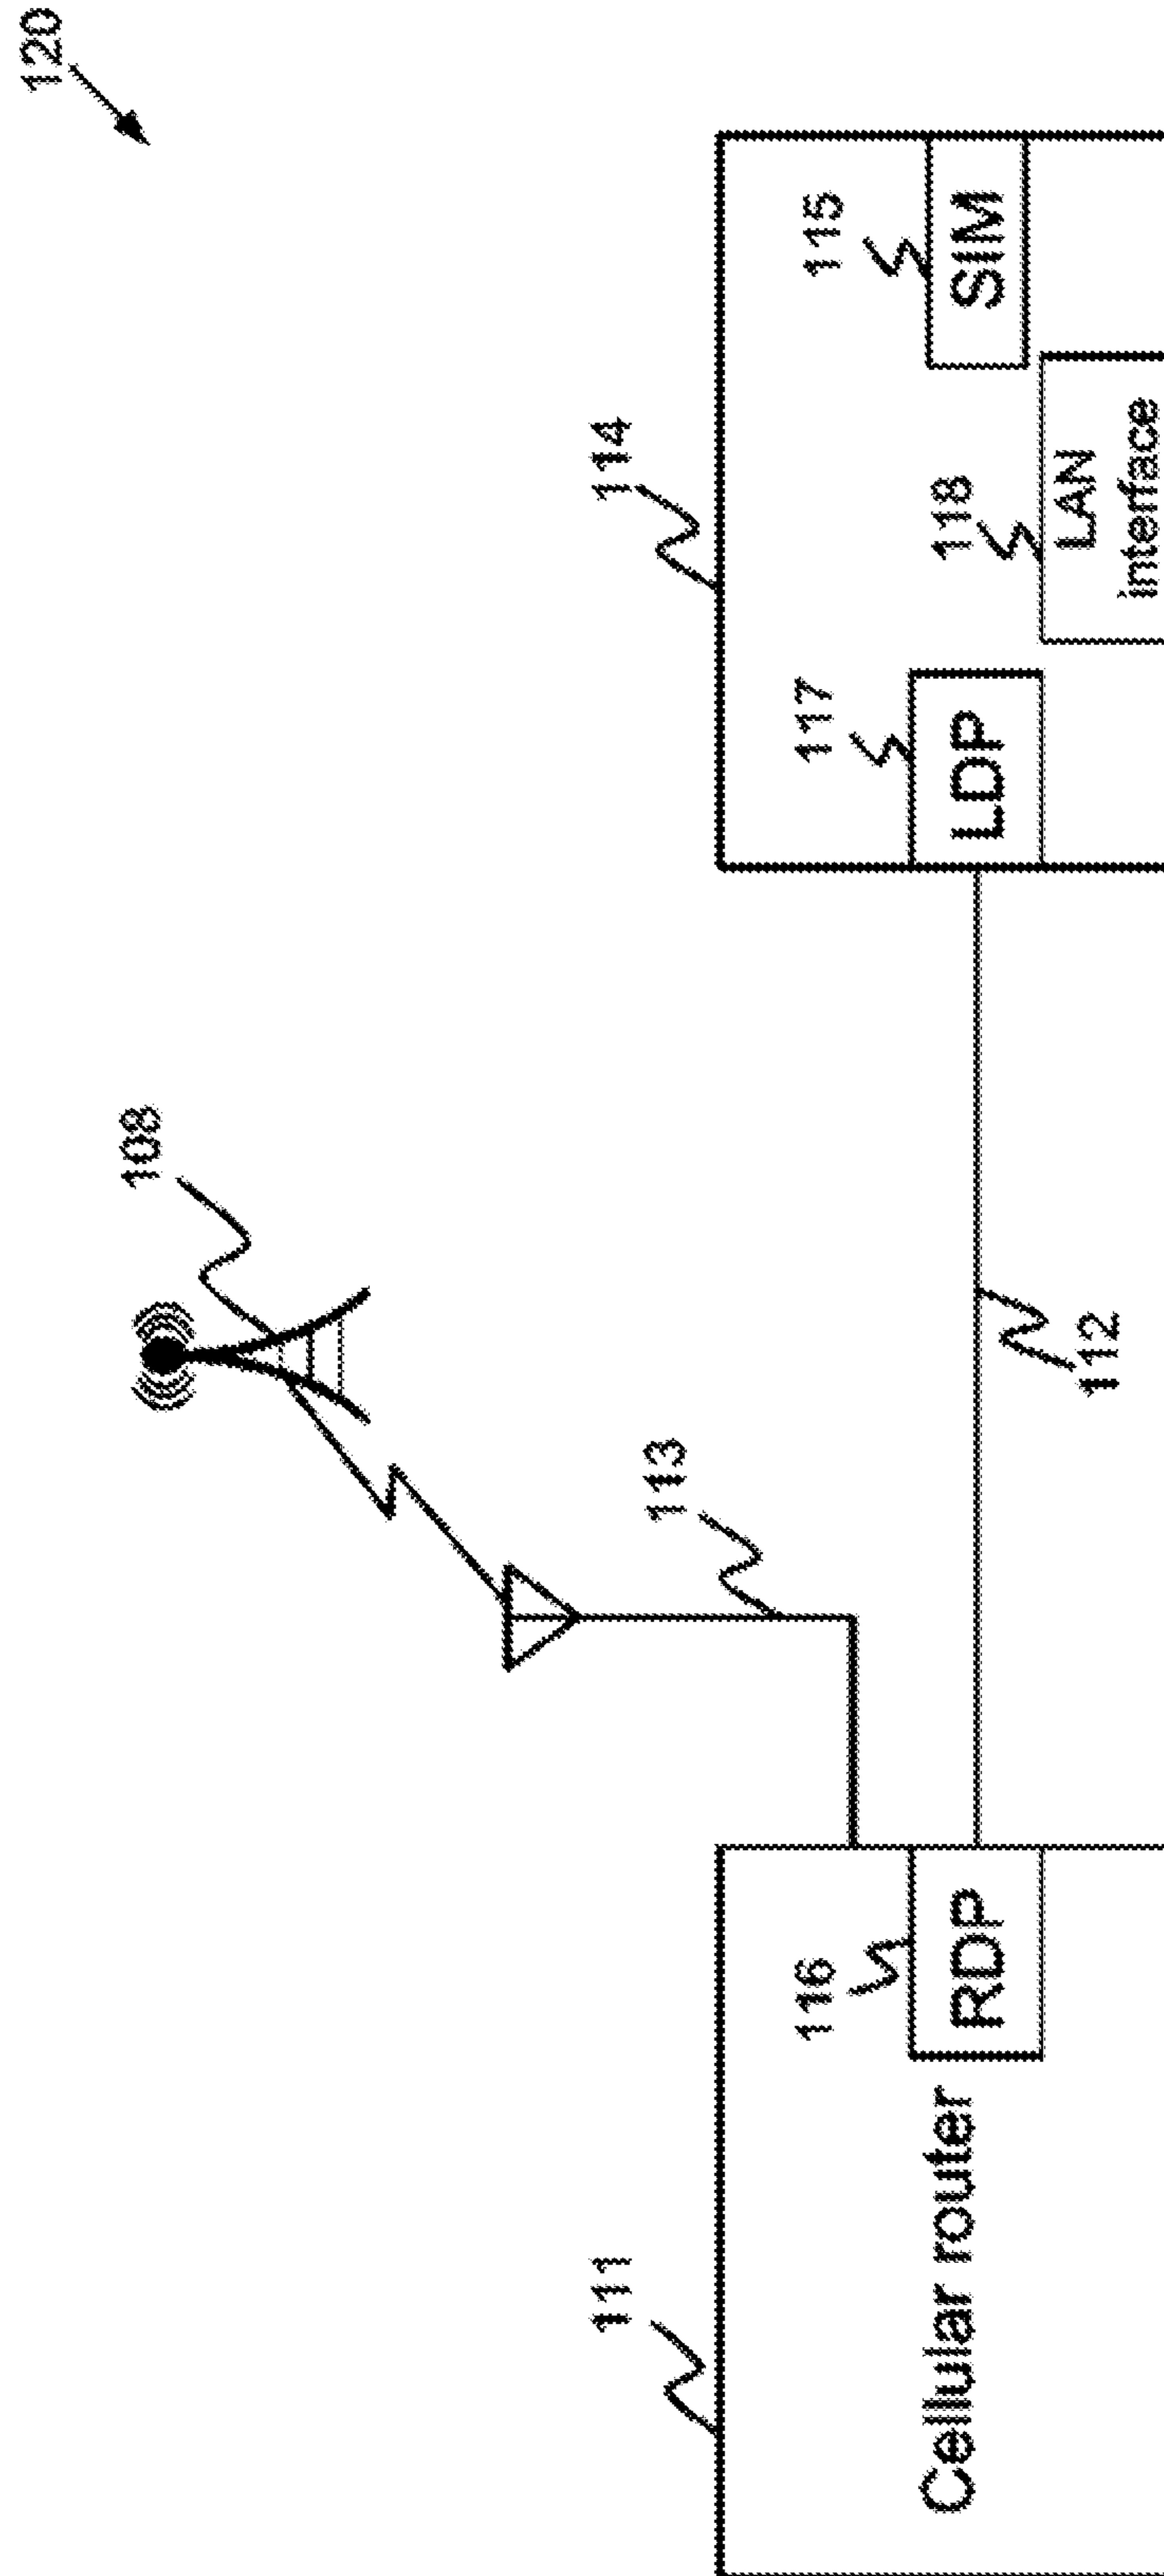 120
108
114
115
SIM
118
LAN
interface
117
LDP
113
112
111
116
RDP
Cellular router